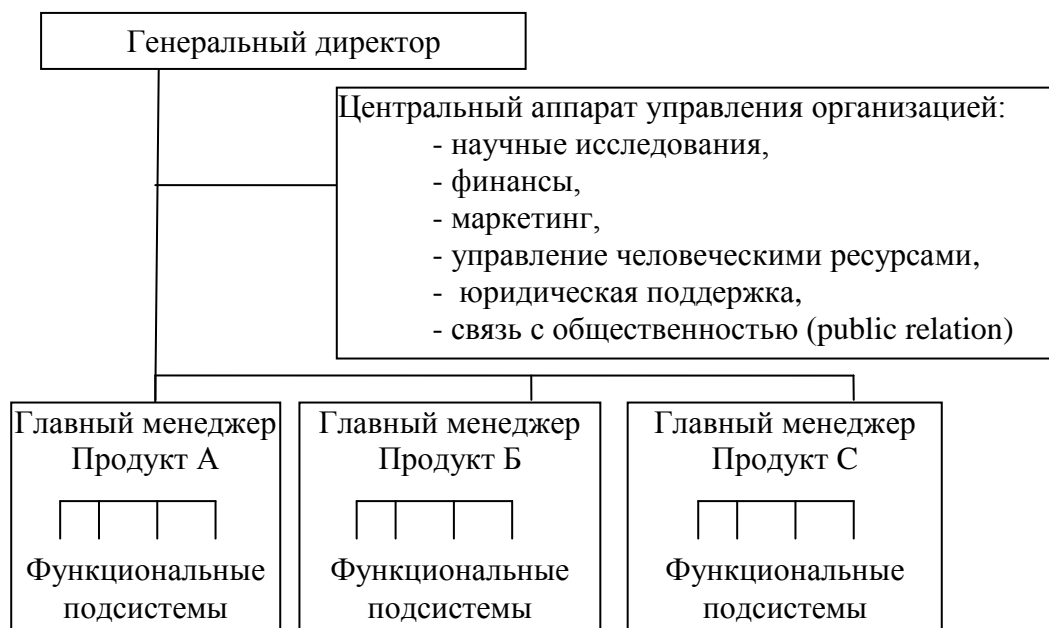 Генеральный директор
Центральный аппарат управления организацией:
- научные исследования,
- финансы,
- маркетинг,
- управление человеческими ресурсами,
- юридическая поддержка,
- связь с общественностью (public relation)
Главный менеджер
Продукт А
Функциональные
подсистемы
Главный менеджер
Продукт Б
Функциональные
подсистемы
Главный менеджер
Продукт С
Функциональные
подсистемы